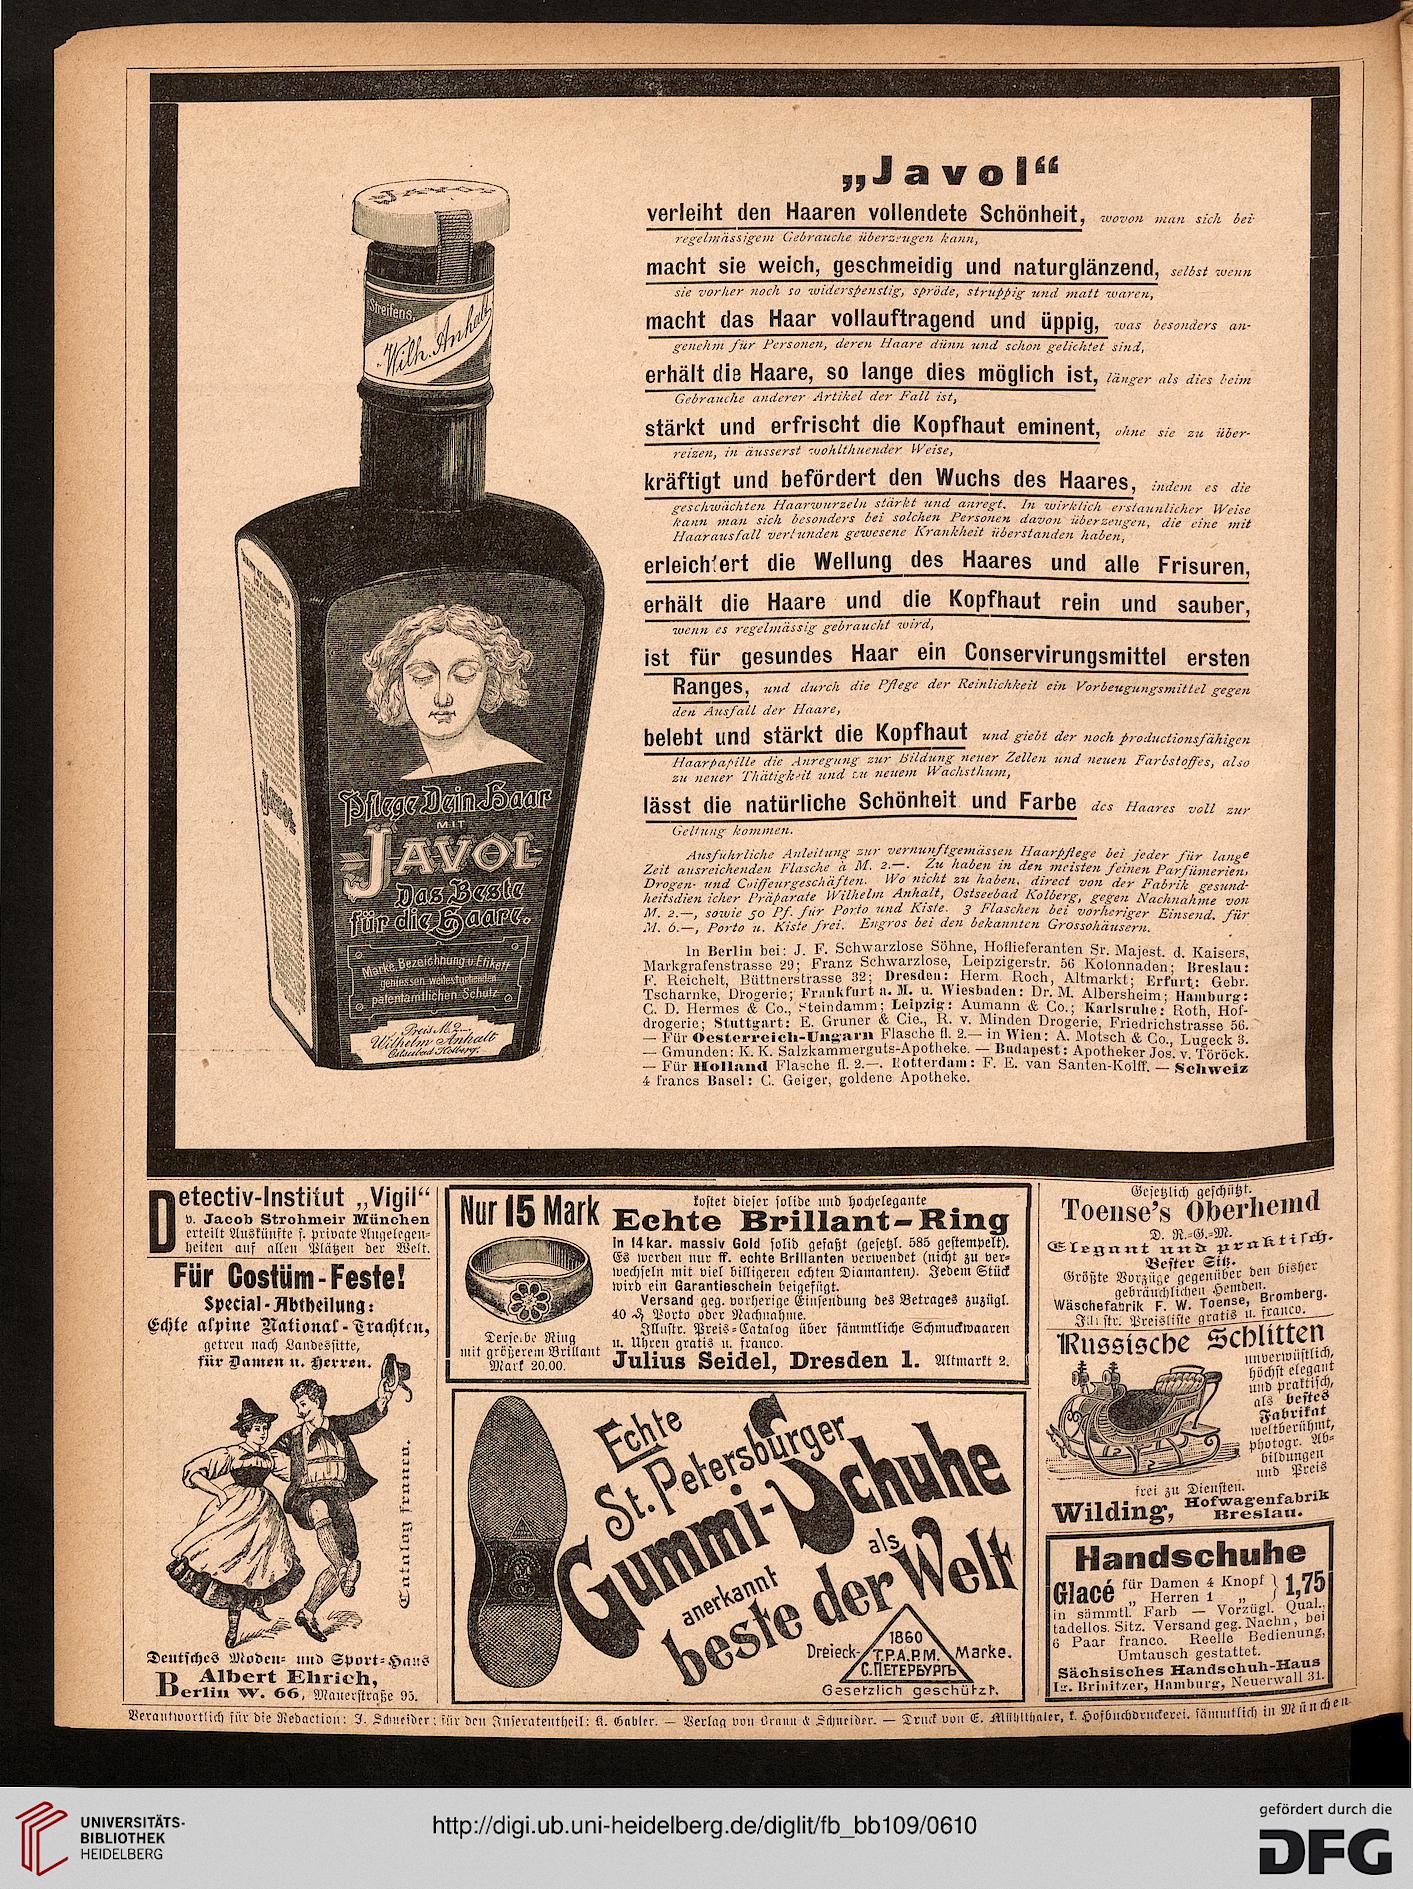 „Javol“
verleiht den Haaren vollendete Schönheit, wovon man sich bei
regelmässigem Gebrauche überzeugen kann,
macht sie weich, geschmeidig und naturglänzend, selbst wenn
sie vorher noch so widerspenstig, spröde, struppig und matt waren,
macht das Haar vollauftragend und üppig, was besonders an-
genehm für Personen, deren Haare dünn und schon gelichtet sind,
erhält die Haare, so lange dies möglich ist, länger als dies beim
Gebrauche anderer Artikel der Fall ist,
stärkt und erfrischt die Kopfhaut eminent, ohne sie zu über-
reizen, in äusserst wohlthuender Weise,
kräftigt und befördert den Wuchs des Haares, indem es die
geschwächten Haarwurzeln stärkt und anregt. In wirklich erstaunlicher Weise
kann man sich besonders bei solchen Personen davon überzeugen, die eine mit
Haarausfall verbunden gewesene Krankheit überstanden haben,
erleichtert die Wellung des Haares und alle Frisuren,
erhält die Haare und die Kopfhaut rein und sauber,
wenn es regelmässig gebraucht wird,
ist für gesundes Haar ein Conservirungsmittel ersten
Ranges, und durch die Pflege der Reinlichkeit ein Vorbeugungsmittel gegen
den Ausfall der Haare,
belebt und stärkt die Kopfhaut und giebt der noch productionsfähigen
Haarpapille die Anregung zur Bildung neuer Zellen und neuen Farbstoffes, also
zu neuer Thätigkeit und zu neuem Wachsthum,
lässt die natürliche Schönheit und Farbe des Haares voll zur
Geltung kommen.
Ausführliche Anleitung zur vernunftgemässen Haarpflege bei jeder für lange
Zeit ausreichenden Flasche à M. 2.—. Zu haben in den meisten feinen Parfümerien,
Drogen- und Coiffeurgeschäften. Wo nicht zu haben, direct von der Fabrik gesund-
heitsdienlicher Präparate Wilhelm Anhalt, Ostseebad Kolberg, gegen Nachnahme von
M. 2.—, sowie 50 Pf. für Porto und Kiste. 3 Flaschen bei vorheriger Einsend. für
M. 6.—, Porto u. Kiste frei. Engros bei den bekannten Grossohäusern.
In Berlin bei: J. F. Schwarzlose Söhne, Hoflieferanten Sr. Majest. d. Kaisers,
Markgrafenstrasse 29; Franz Schwarzlose, Leipzigerstr. 56 Kolonnaden; Breslau:
F. Reichelt, Büttnerstrasse 32; Dresden: Herm. Roch, Altmarkt; Erfurt: Gebr.
Tscharnke, Drogerie; Frankfurt a. M. u. Wiesbaden: Dr. M. Albersheim; Hamburg:
C. D. Hermes & Co., Steindamm; Leipzig: Aumann & Co.; Karlsruhe: Roth, Hof-
drogerie; Stuttgart: E. Gruner & Cie., R. v. Minden Drogerie, Friedrichstrasse 56.
— Für Oesterreich-Ungarn Flasche fl. 2.— in Wien: A. Motsch & Co., Lugeck 3.
— Gmunden: K. K. Salzkammerguts-Apotheke. — Budapest: Apotheker Jos. v. Töröck.
— Für Holland Flasche fl. 2.—. Rotterdam: F. E. van Santen-Kolff. — Schweiz
4 francs Basel: C. Geiger, goldene Apotheke.
JAVOL
Streifens,
Wilh. Anhalt
Pflege Dein Haar
MIT
JAVOL
Das Beste
für die Haare.
Marke, Bezeichnung u. Etikett
geniessen weitestgehenden
patentamtlichen Schutz
Preis M. 2.—
Wilhelm Anhalt
Ostseebad Kolberg.
Javol
Detectiv-Institut „Vigil“
v. Jacob Strohmeir München
erteilt Auskünfte f. private Angelegen-
heiten auf allen Plätzen der Welt.
Für Costüm-Feste!
Special-Abtheilung:
Echte alpine National-Trachten,
getreu nach Landessitte,
für Damen u. Herren.
Catalog franco.
Deutsches Moden- und Sport-Haus
Albert Ehrich,
Berlin W. 66, Mauerstraße 95.
Nur 15 Mark kostet dieser solide und hochelegante
Echte Brillant-Ring
In 14 kar. massiv Gold solid gefaßt (gesetzl. 585 gestempelt).
Es werden nur ff. echte Brillanten verwendet (nicht zu ver-
wechseln mit viel billigeren echten Diamanten). Jedem Stück
wird ein Garantieschein beigefügt.
Versand geg. vorherige Einsendung des Betrages zuzügl.
40 ₰ Porto oder Nachnahme.
Illustr. Preis-Catalog über sämmtliche Schmuckwaaren
u. Uhren gratis u. franco.
Julius Seidel, Dresden 1. Altmarkt 2.
Derselbe Ring
mit größerem Brillant
Mark 20.00.
Echte
St. Petersburger
Gummi-Schuhe
anerkannt als
beste der Welt
Dreieck- Marke.
1860
T.P.A.P.M.
С.ПЕТЕРБУРГЪ
Gesetzlich geschützt.
Gesetzlich geschützt.
Toense's Oberhemd
D. R.-G.-M.
Elegant und praktisch.
Bester Sitz.
Größte Vorzüge gegenüber den bisher
gebräuchlichen Hemden.
Wäschefabrik F. W. Toense, Bromberg.
Illustr. Preisliste gratis u. franco.
Russische Schlitten
unverwüstlich,
höchst elegant
und praktisch,
als bestes
Fabrikat
weltberühmt,
photogr. Ab-
bildungen
und Preis
frei zu Diensten.
Wilding, Hofwagenfabrik
Breslau.
Handschuhe
Glacé für Damen 4 Knopf } 1,75
„ Herren 1 „
in sämmtl. Farb — Vorzügl. Qual.,
tadellos. Sitz. Versand geg. Nachn, bei
6 Paar franco. Reelle Bedienung,
Umtausch gestattet.
Sächsisches Handschuh-Haus
Ig. Brinitzer, Hamburg, Neuerwall 31.
Verantwortlich für die Redaction: J. Schneider; für den Inseratentheil: K. Gabler. — Verlag von Braun & Schneider. — Druck von E. Mühlthaler, k. Hofbuchdruckerei. sämmtlich in München.
UNIVERSITÄTS-
BIBLIOTHEK
HEIDELBERG
http://digi.ub.uni-heidelberg.de/diglit/fb_bb109/0610
gefördert durch die
DFG